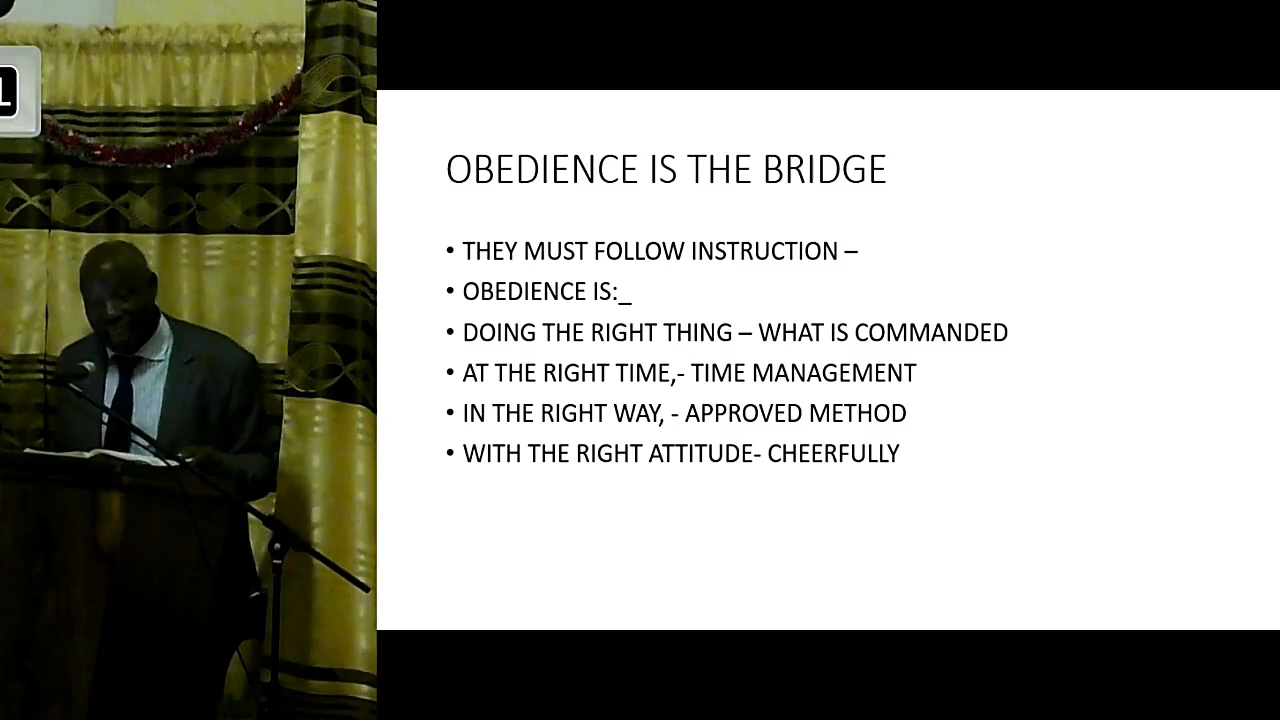 OBEDIENCE IS THE BRIDGE
• THEY MUST FOLLOW INSTRUCTION –
• OBEDIENCE IS:_
• DOING THE RIGHT THING – WHAT IS COMMANDED
• AT THE RIGHT TIME,- TIME MANAGEMENT
• IN THE RIGHT WAY, - APPROVED METHOD
• WITH THE RIGHT ATTITUDE- CHEERFULLY